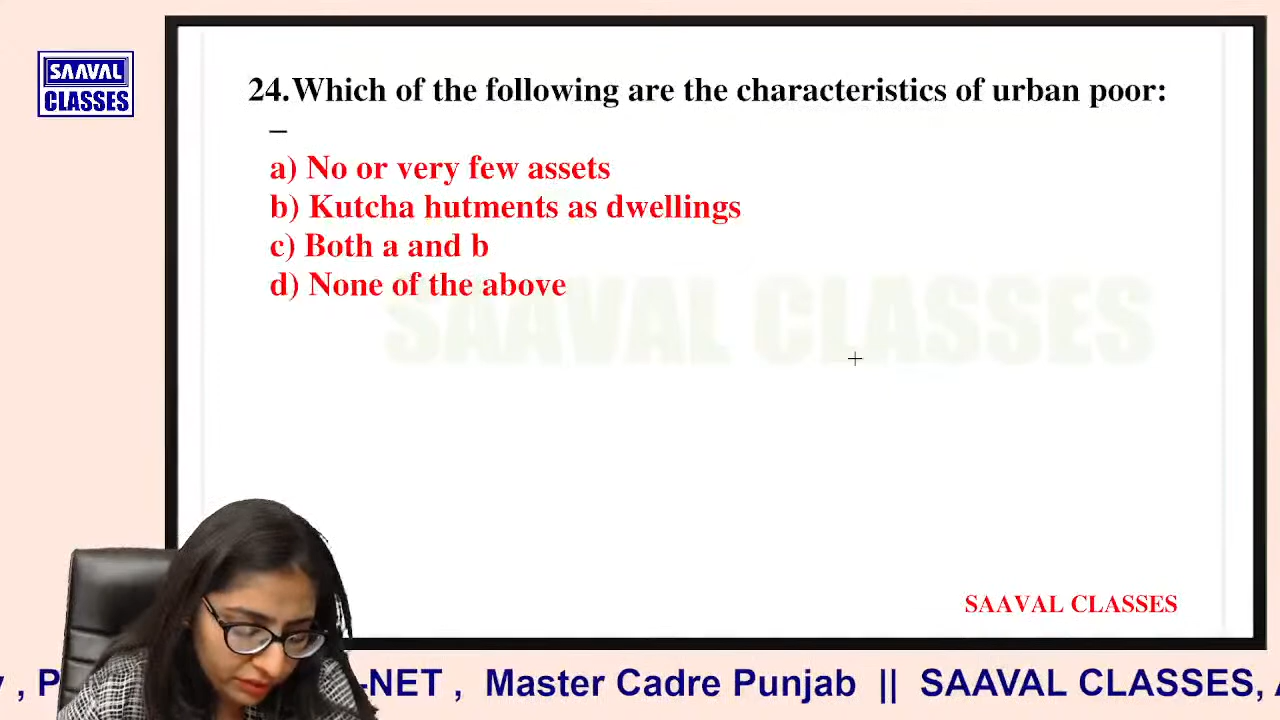 SAAVAL
CLASSES
24.Which of the following are the characteristics of urban poor:
–
a) No or very few assets
b) Kutcha hutments as dwellings
c) Both a and b
d) None of the above
SAAVAL CLASSES
SAAVAL CLASSES
-NET , Master Cadre Punjab || SAAVAL CLASSES,